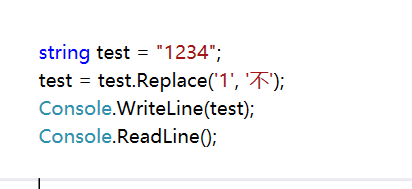 string test = "1234";
test = test.Replace('1', '不');
Console.WriteLine(test);
Console.ReadLine();